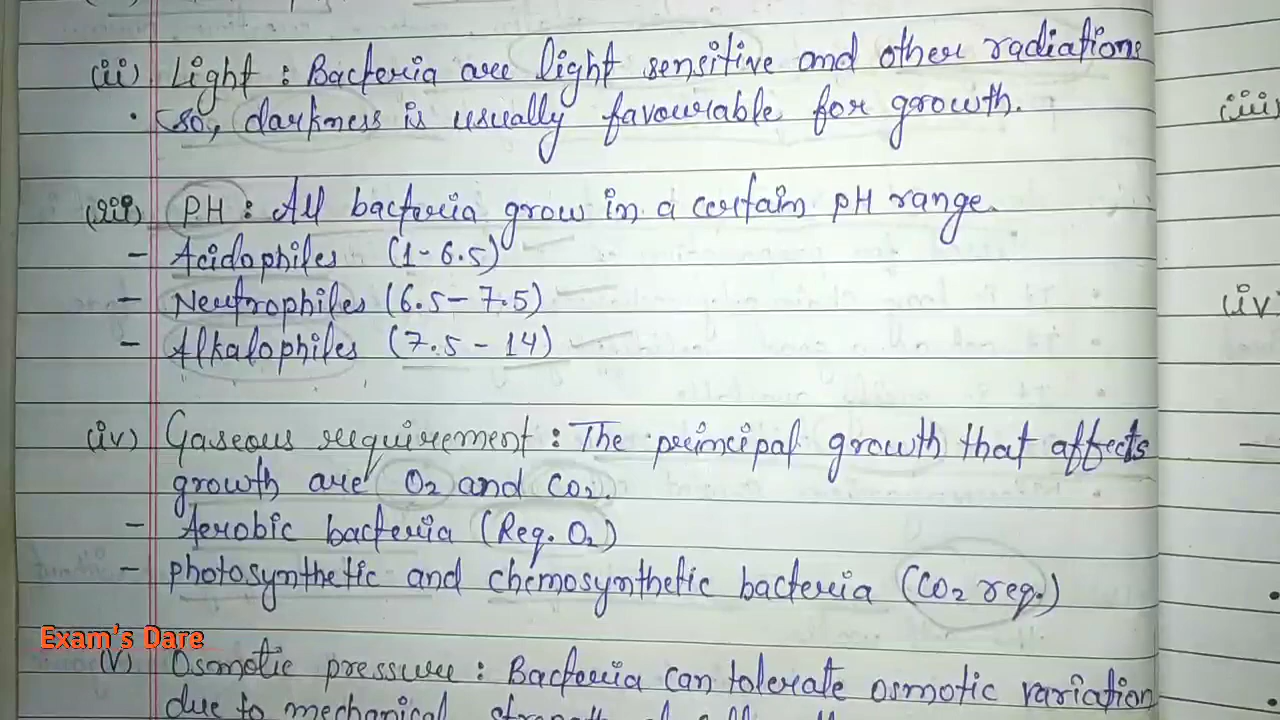 (ii) Light : Bacteria are light sensitive and other radiations
• so, darkness is usually favourable for growth.
(iii) PH : All bacteria grow in a certain pH range.
- Acidophiles (1-6.5)
- Neutrophiles (6.5-7.5)
- Alkalophiles (7.5-14)
(iv) Gaseous requirement : The principal growth that affects
growth are O2 and CO2.
- Aerobic bacteria (Req. O2)
- photosynthetic and chemosynthetic bacteria (CO2 req.)
Exam's Dare
(v) Osmotic pressure : Bacteria can tolerate osmotic variation
due to mechanical strength of
(iii)
(iv)